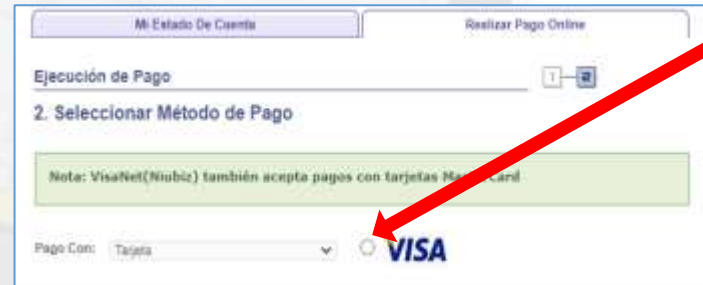 Mi Estado De Cuenta
Realizar Pago Online
Ejecución de Pago
1 2
2. Seleccionar Método de Pago
Nota: VisaNet(Niubiz) también acepta pagos con tarjetas MasterCard
Pago Con: Tarjeta VISA